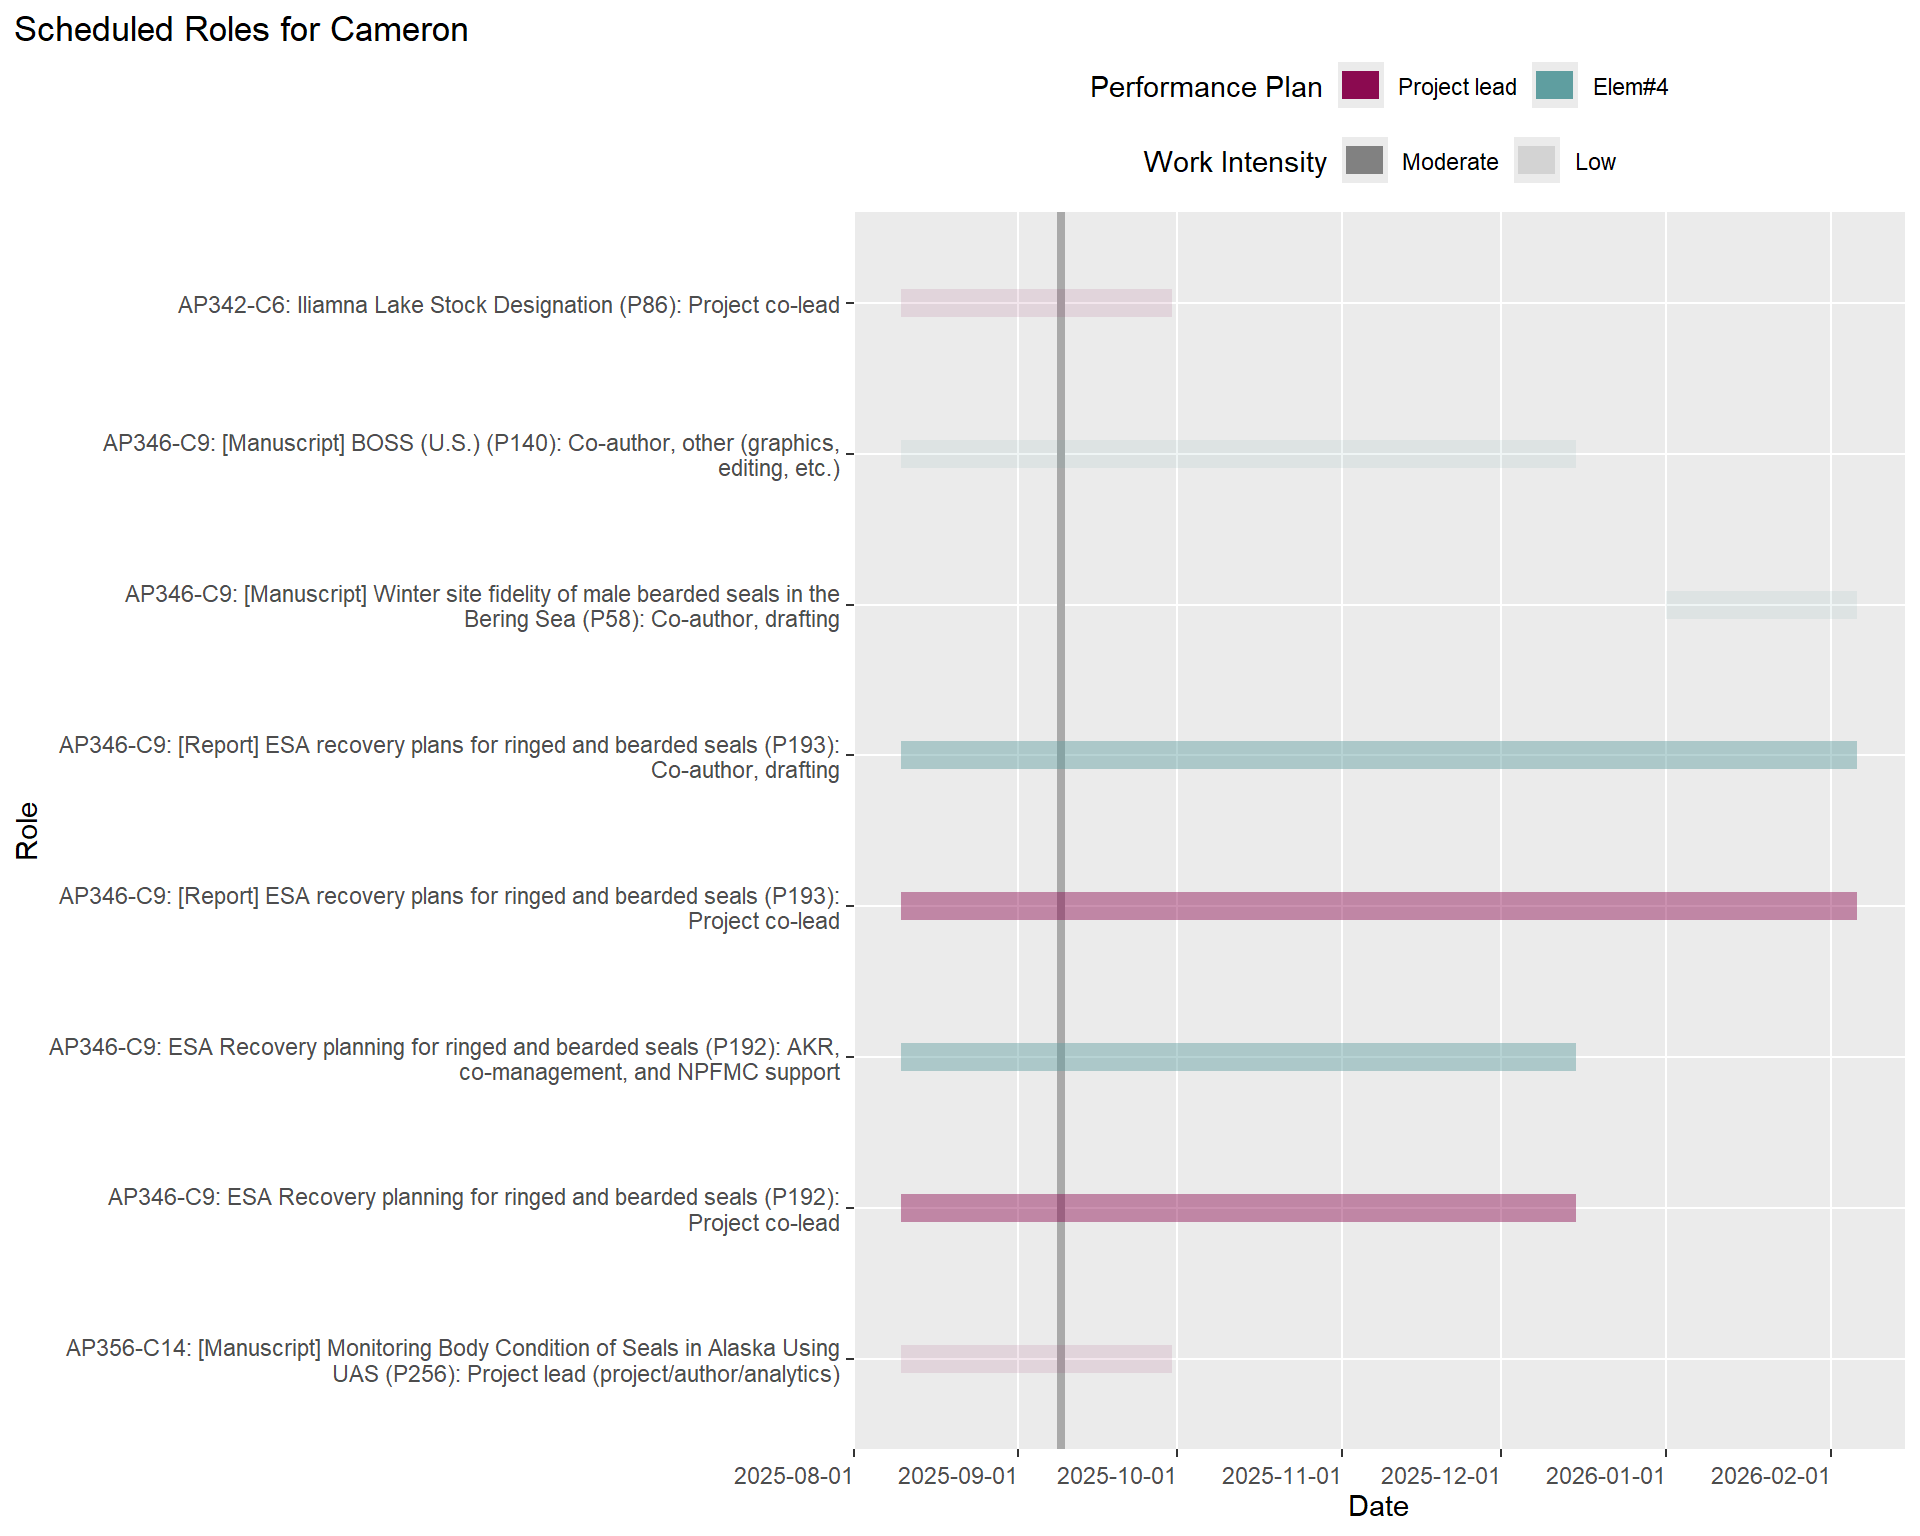 Scheduled Roles for Cameron
Performance Plan Project lead Elem#4
Work Intensity Moderate Low
AP342-C6: Iliamna Lake Stock Designation (P86): Project co-lead
AP346-C9: [Manuscript] BOSS (U.S.) (P140): Co-author, other (graphics,
editing, etc.)
AP346-C9: [Manuscript] Winter site fidelity of male bearded seals in the
Bering Sea (P58): Co-author, drafting
AP346-C9: [Report] ESA recovery plans for ringed and bearded seals (P193):
Co-author, drafting
AP346-C9: [Report] ESA recovery plans for ringed and bearded seals (P193):
Project co-lead
AP346-C9: ESA Recovery planning for ringed and bearded seals (P192): AKR,
co-management, and NPFMC support
AP346-C9: ESA Recovery planning for ringed and bearded seals (P192):
Project co-lead
AP356-C14: [Manuscript] Monitoring Body Condition of Seals in Alaska Using
UAS (P256): Project lead (project/author/analytics)
Role
2025-08-01 2025-09-01 2025-10-01 2025-11-01 2025-12-01 2026-01-01 2026-02-01
Date